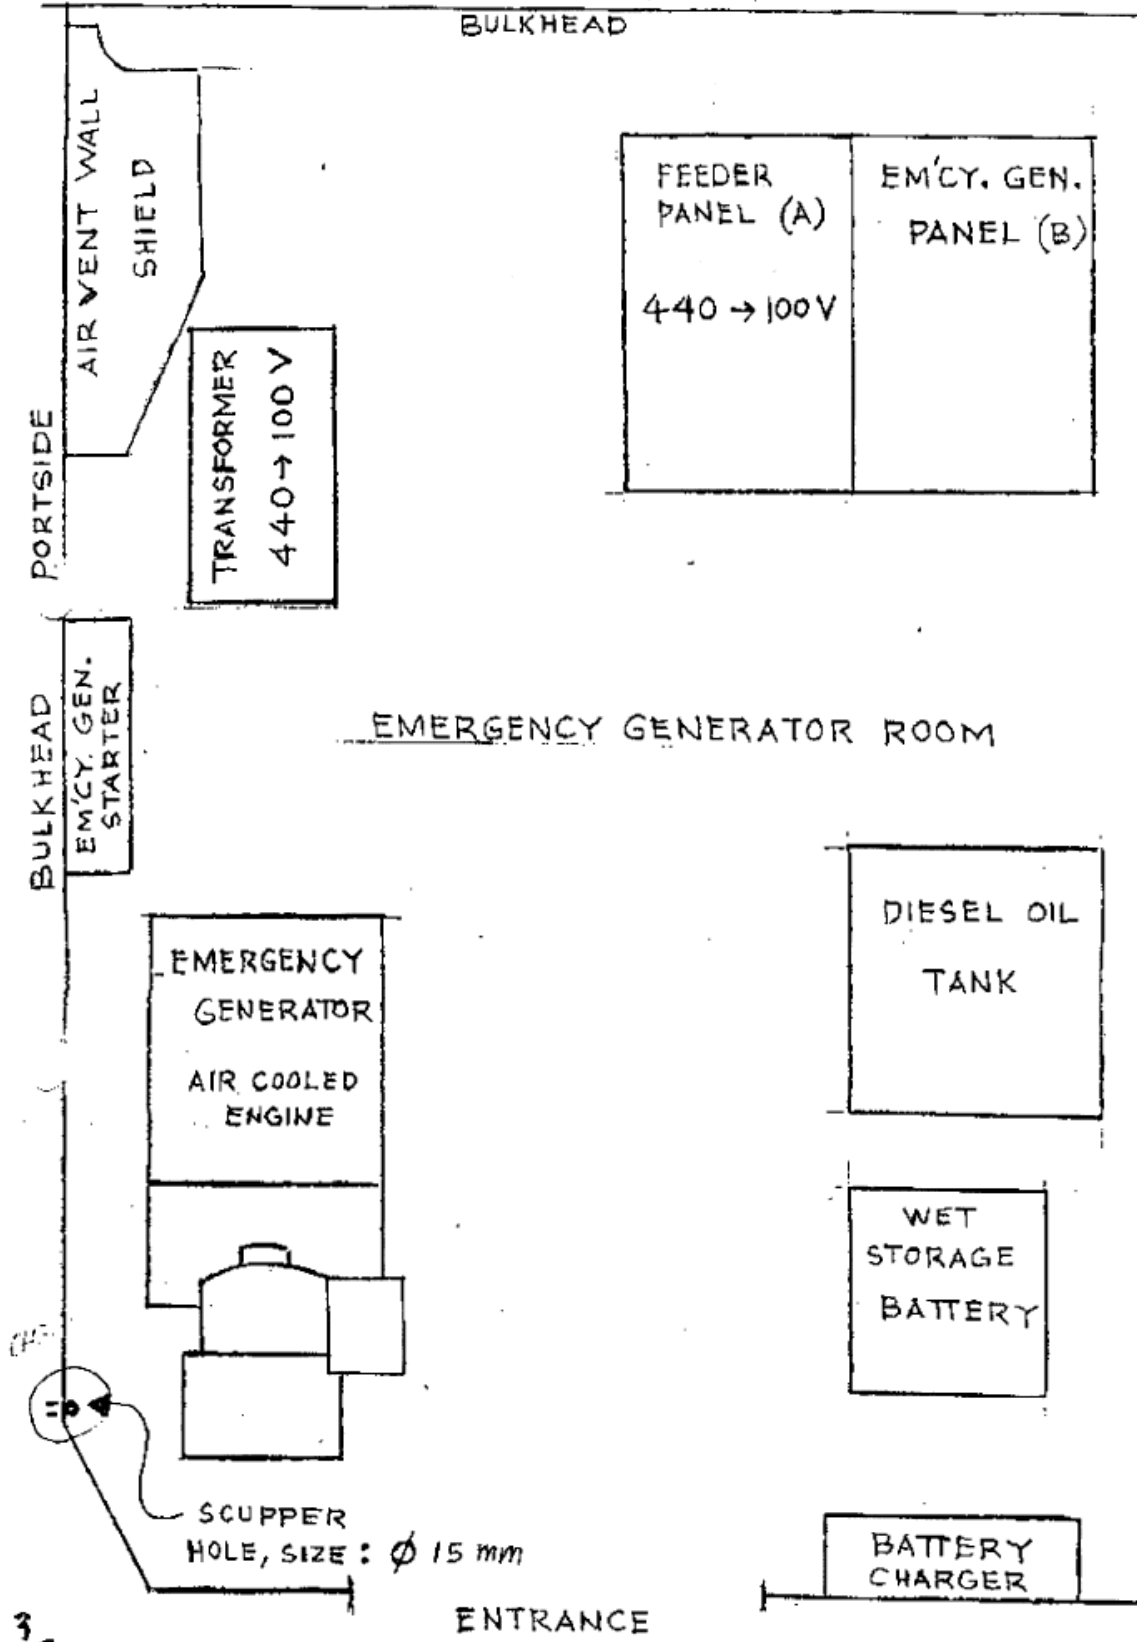 BULKHEAD
AIR VENT WALL
SHIELD
FEEDER
PANEL (A)
440 → 100V
EM'CY. GEN.
PANEL (B)
TRANSFORMER
440 → 100 V
PORTSIDE
BULKHEAD
EM'CY. GEN.
STARTER
EMERGENCY GENERATOR ROOM
EMERGENCY
GENERATOR
AIR COOLED
ENGINE
DIESEL OIL
TANK
WET
STORAGE
BATTERY
SCUPPER
HOLE, SIZE : ϕ 15 mm
BATTERY
CHARGER
ENTRANCE